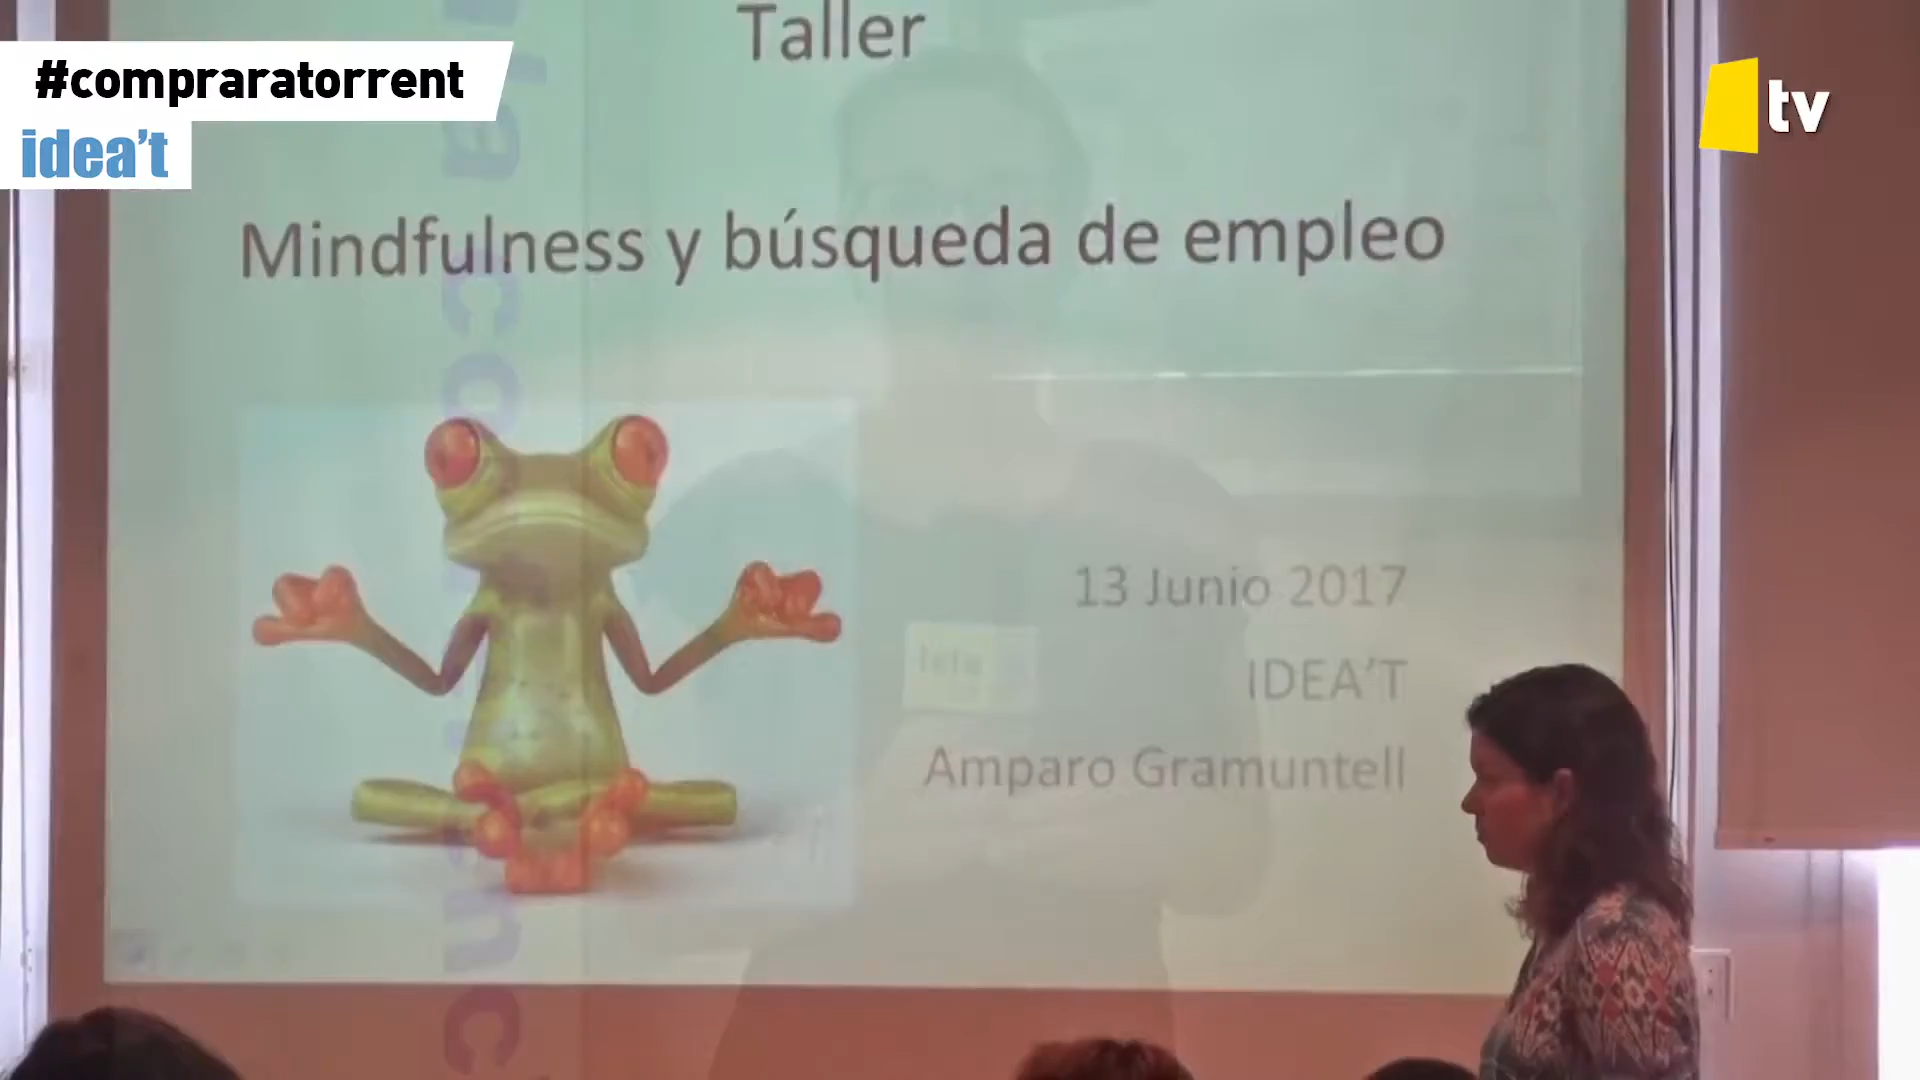 Taller
#compraratorrent
tv
idea't
Mindfulness y búsqueda de empleo
13 Junio 2017
IDEA'T
Amparo Gramuntell